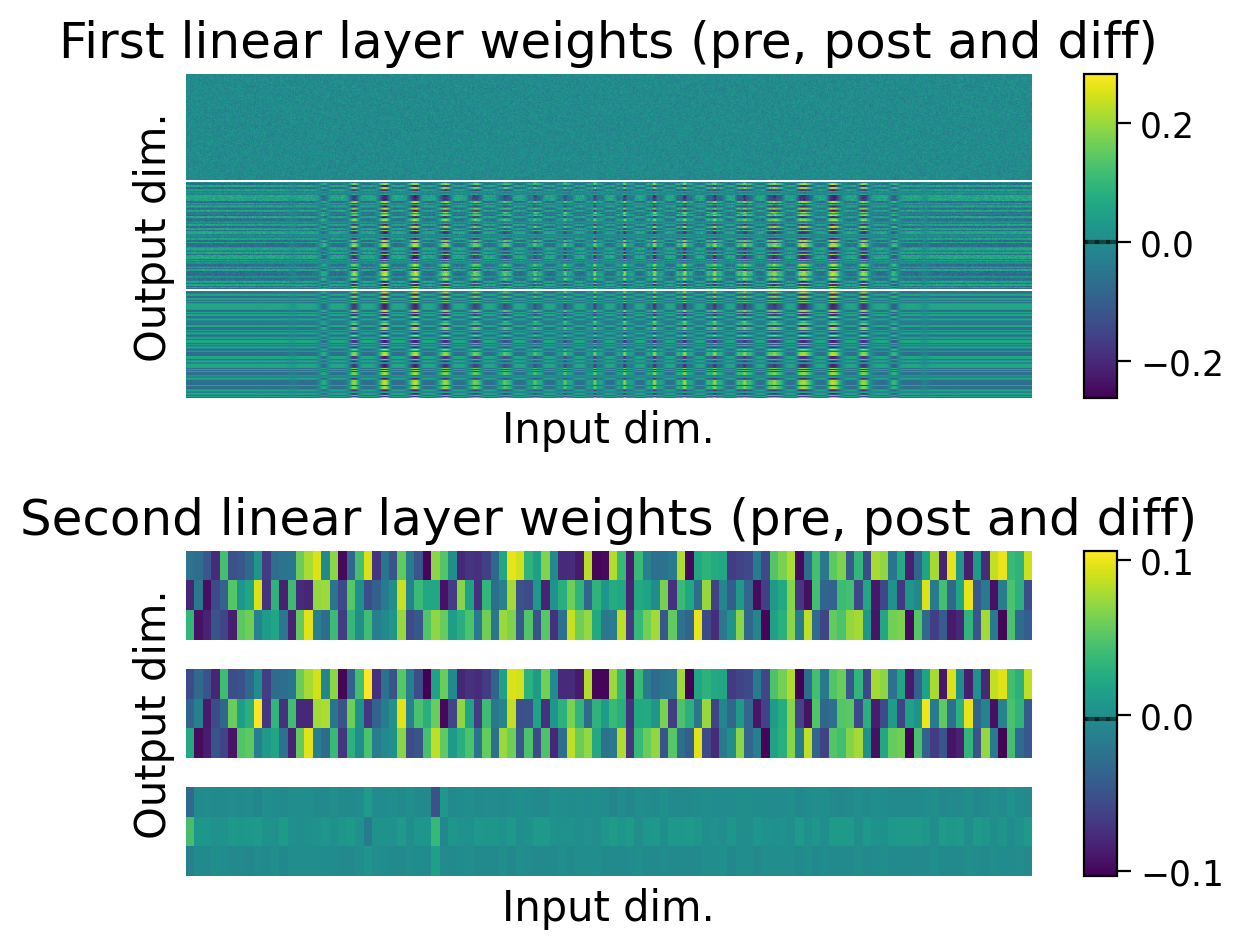 First linear layer weights (pre, post and diff)
Output dim.
0.2
0.0
−0.2
Input dim.
Second linear layer weights (pre, post and diff)
Output dim.
0.1
0.0
−0.1
Input dim.